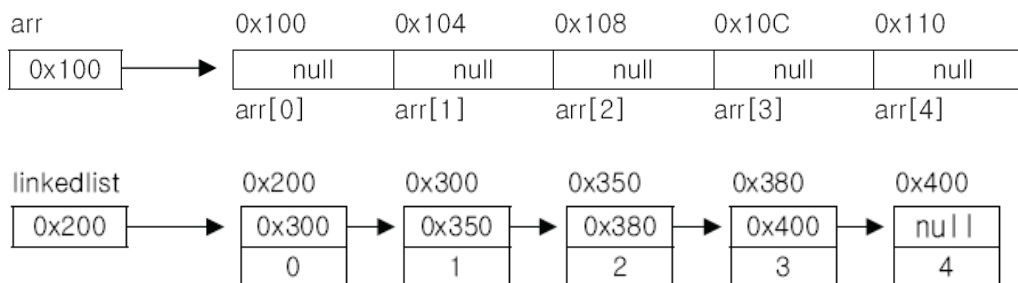 arr 0x100 0x104 0x108 0x10C 0x110
0x100 null null null null null
arr[0] arr[1] arr[2] arr[3] arr[4]
linkedlist 0x200 0x300 0x350 0x380 0x400
0x200 0x300 0x350 0x380 0x400 null
0 1 2 3 4